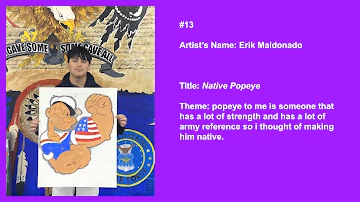 #13
Artist's Name: Erik Maldonado
Title: Native Popeye
Theme: popeye to me is someone that
has a lot of strength and has a lot of
army reference so i thought of making
him native.
GAVE SOME
SOME GAVE ALL